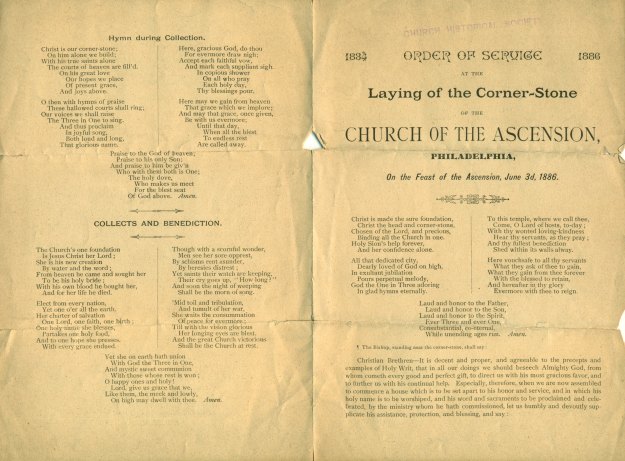 Hymn during Collection.
Christ is our corner-stone;
On him alone we build;
With his true saints alone
The courts of heaven are fill'd.
On his great love
Our hopes we place
Of present grace,
And joys above.
O then with hymns of praise
These hallowed courts shall ring;
Our voices we shall raise
The Three in One to sing.
And thus proclaim
In joyful song,
Both loud and long,
That glorious name.
Here, gracious God, do thou
For evermore draw nigh;
Accept each faithful vow,
And mark each suppliant sigh.
In copious shower
On all who pray
Each holy day,
Thy blessings pour.
Here may we gain from heaven
That grace which we implore;
And may that grace, once given,
Be with us evermore;
Until that day,
When all the blest
To endless rest
Are called away.
Praise to the God of heaven;
Praise to his only Son;
And praise to him be giv'n
Who with them both is One;
The holy dove,
Who makes us meet
For the blest seat
Of God above. Amen.
COLLECTS AND BENEDICTION.
The Church's one foundation
Is Jesus Christ her Lord;
She is his new creation
By water and the word;
From heaven he came and sought her
To be his holy bride;
With his own blood he bought her,
And for her life he died.
Elect from every nation,
Yet one o'er all the earth.
Her charter of salvation
One Lord, one faith, one birth;
One holy name she blesses,
Partakes one holy food,
And to one hope she presses.
With every grace endued.
Though with a scornful wonder,
Men see her sore opprest,
By schisms rent asunder,
By heresies distrest;
Yet saints their watch are keeping,
Their cry goes up, "How long?"
And soon the night of weeping
Shall be the morn of song.
'Mid toil and tribulation,
And tumult of her war,
She waits the consummation
Of peace for evermore;
Till with the vision glorious
Her longing eyes are blest,
And the great Church victorious
Shall be the Church at rest.
Yet she on earth hath union
With God the Three in One,
And mystic sweet communion
With those whose rest is won;
O happy ones and holy!
Lord, give us grace that we,
Like them, the meek and lowly,
On high may dwell with thee. Amen.
CHURCH HISTORICAL SOCIETY
ORDER OF SERVICE 1886
AT THE
Laying of the Corner-Stone
OF THE
CHURCH OF THE ASCENSION,
PHILADELPHIA,
On the Feast of the Ascension, June 3d, 1886.
Christ is made the sure foundation,
Christ the head and corner-stone,
Chosen of the Lord, and precious,
Binding all the Church in one.
Holy Sion's help forever,
And her confidence alone.
All that dedicated city,
Dearly loved of God on high,
In exultant jubilation
Pours perpetual melody,
God the One in Three adoring
In glad hymns eternally.
To this temple, where we call thee,
Come, O Lord of hosts, to-day;
With thy wonted loving-kindness
Hear thy servants, as they pray;
And thy fullest benediction
Shed within its walls alway.
Here vouchsafe to all thy servants
What they ask of thee to gain,
What they gain from thee forever
With the blessed to retain,
And hereafter in thy glory
Evermore with thee to reign.
Laud and honor to the Father,
Laud and honor to the Son,
Laud and honor to the Spirit,
Ever Three and ever One,
Consubstantial, co-eternal,
While unending ages run. Amen.
¶ The Bishop, standing near the corner-stone, shall say:
Christian Brethren—It is decent and proper, and agreeable to the precepts and
examples of Holy Writ, that in all our doings we should beseech Almighty God, from
whom cometh every good and perfect gift, to direct us with his most gracious favor, and
to further us with his continual help. Especially, therefore, when we are now assembled
to commence a house which is to be set apart to his honor and service, and in which his
holy name is to be worshiped, and his word and sacraments to be proclaimed and cele-
brated, by the ministry whom he hath commissioned, let us humbly and devoutly sup-
plicate his assistance, protection, and blessing, and say: